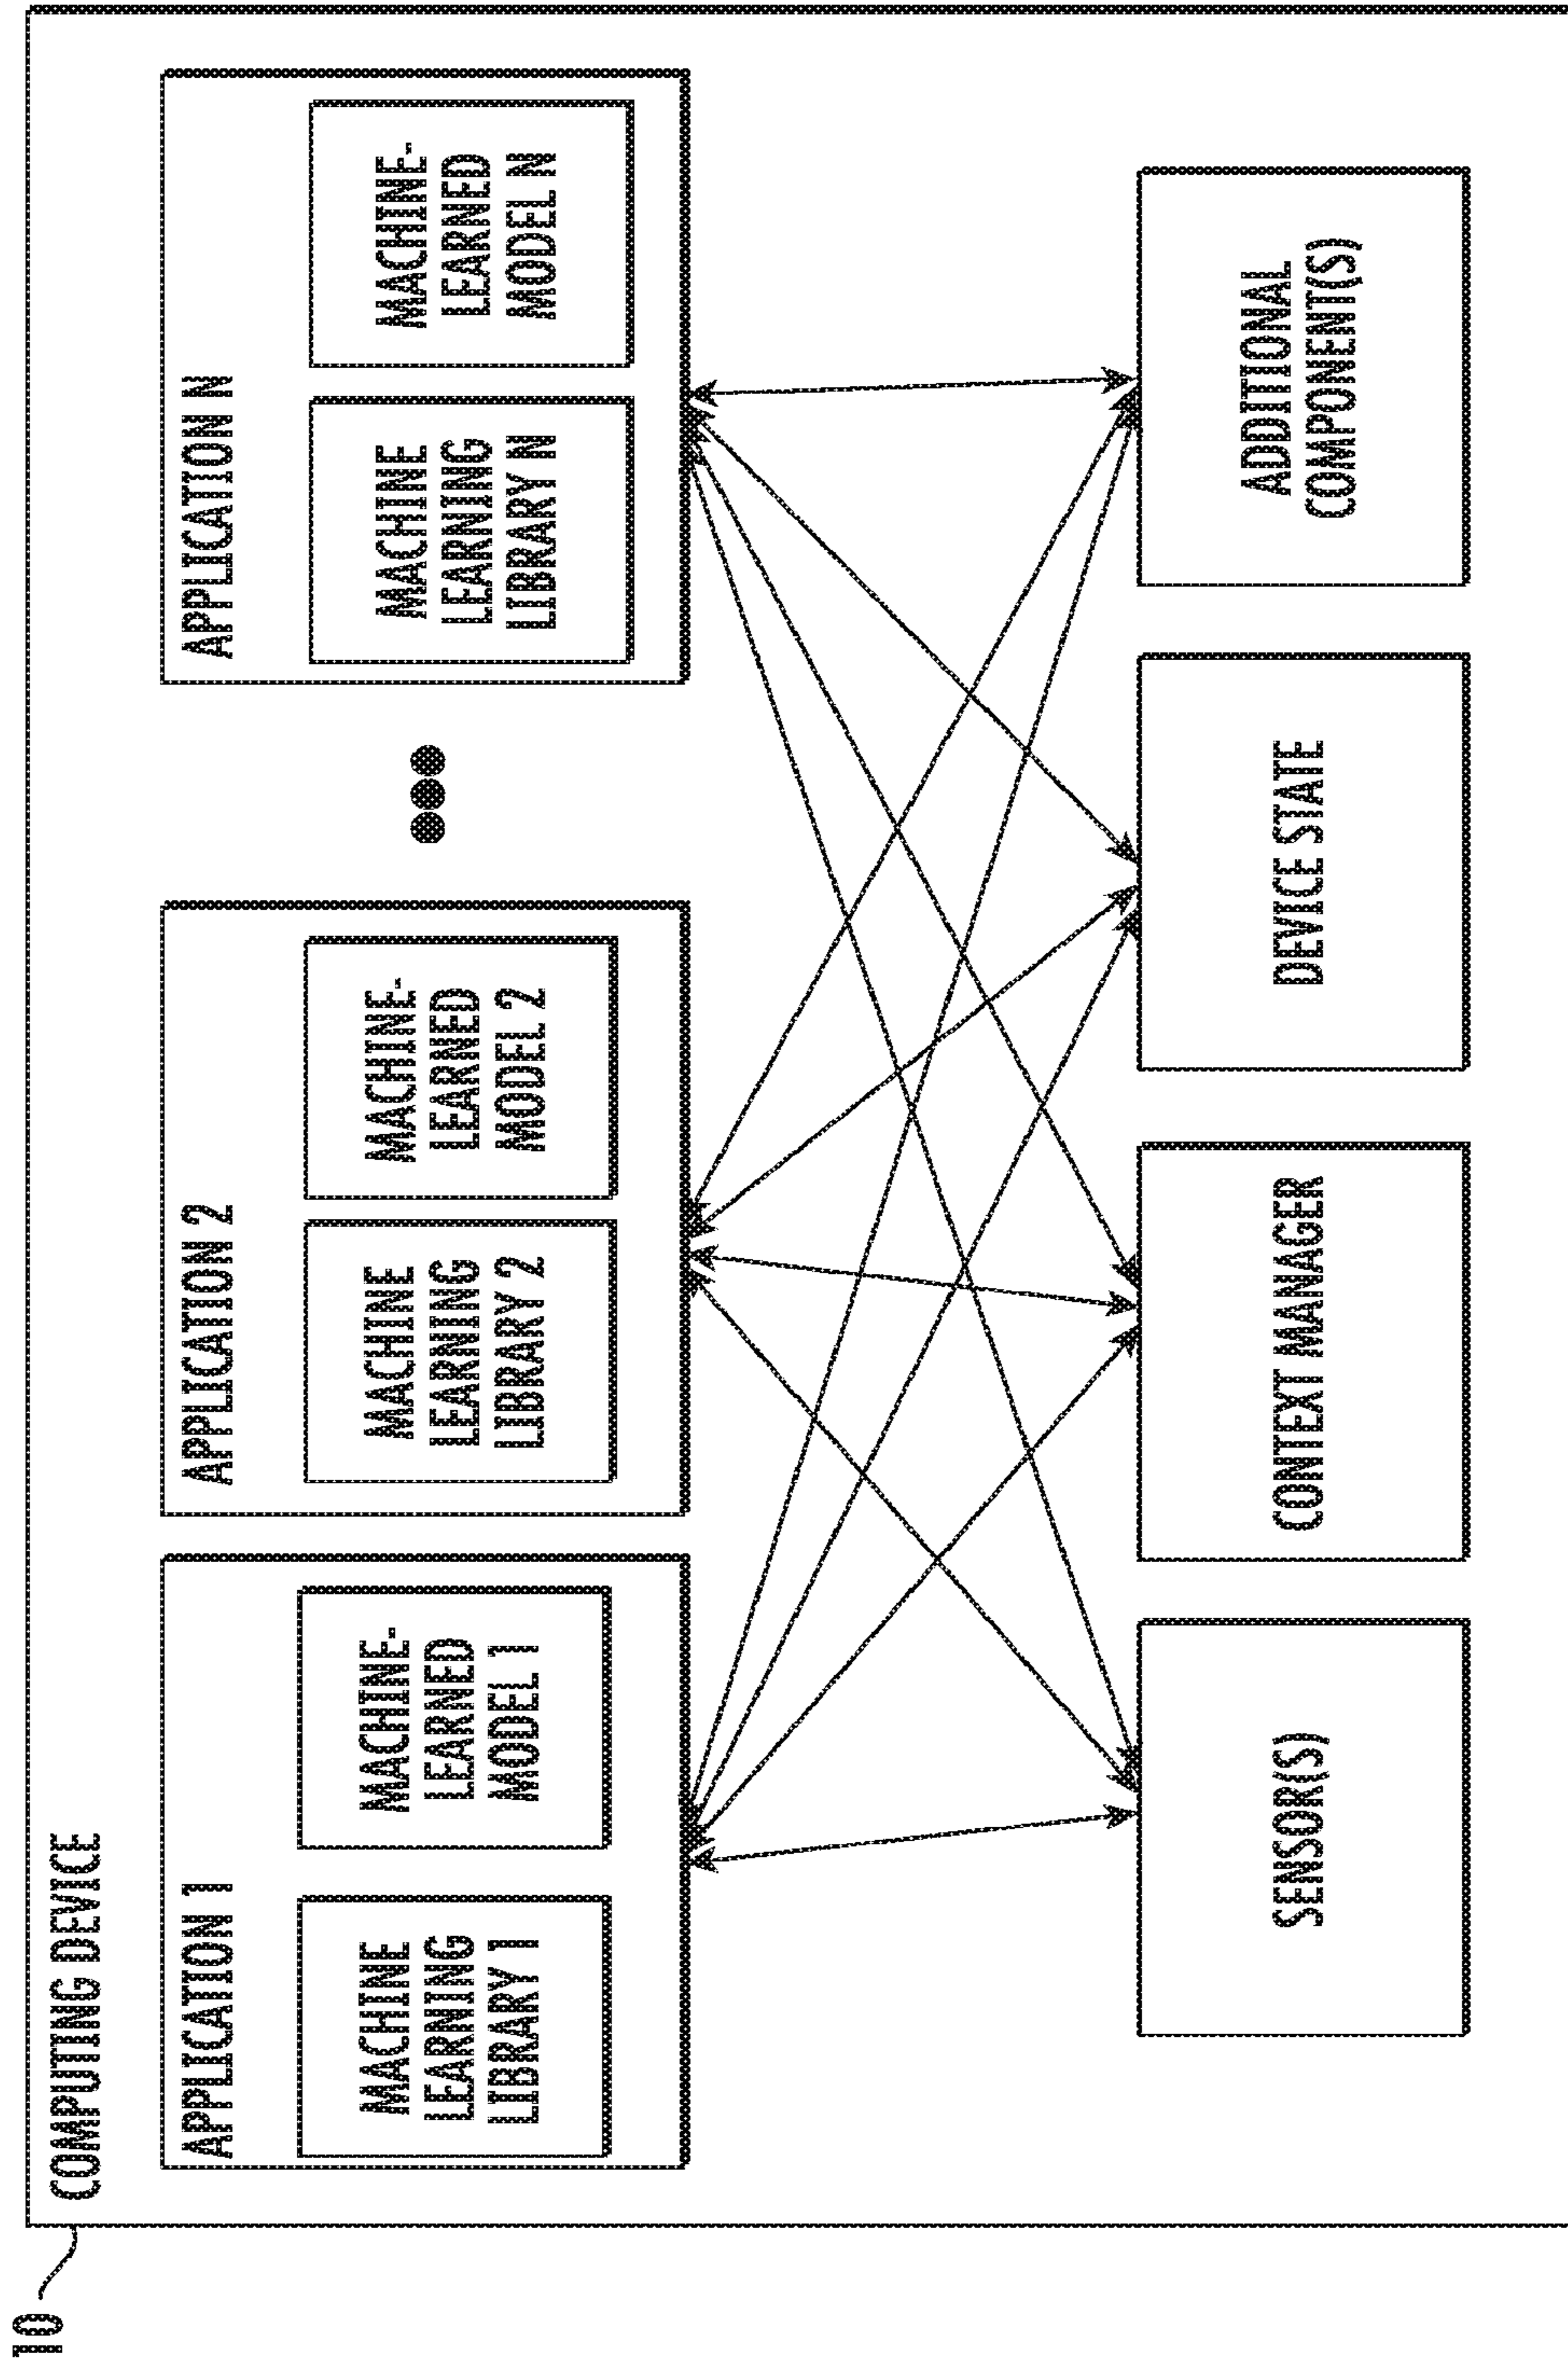 10
COMPUTING DEVICE
APPLICATION 1
MACHINE
LEARNING
LIBRARY 1
MACHINE-
LEARNED
MODEL 1
APPLICATION 2
MACHINE
LEARNING
LIBRARY 2
MACHINE-
LEARNED
MODEL 2
APPLICATION N
MACHINE
LEARNING
LIBRARY N
MACHINE-
LEARNED
MODEL N
SENSOR(S)
CONTEXT MANAGER
DEVICE STATE
ADDITIONAL
COMPONENT(S)